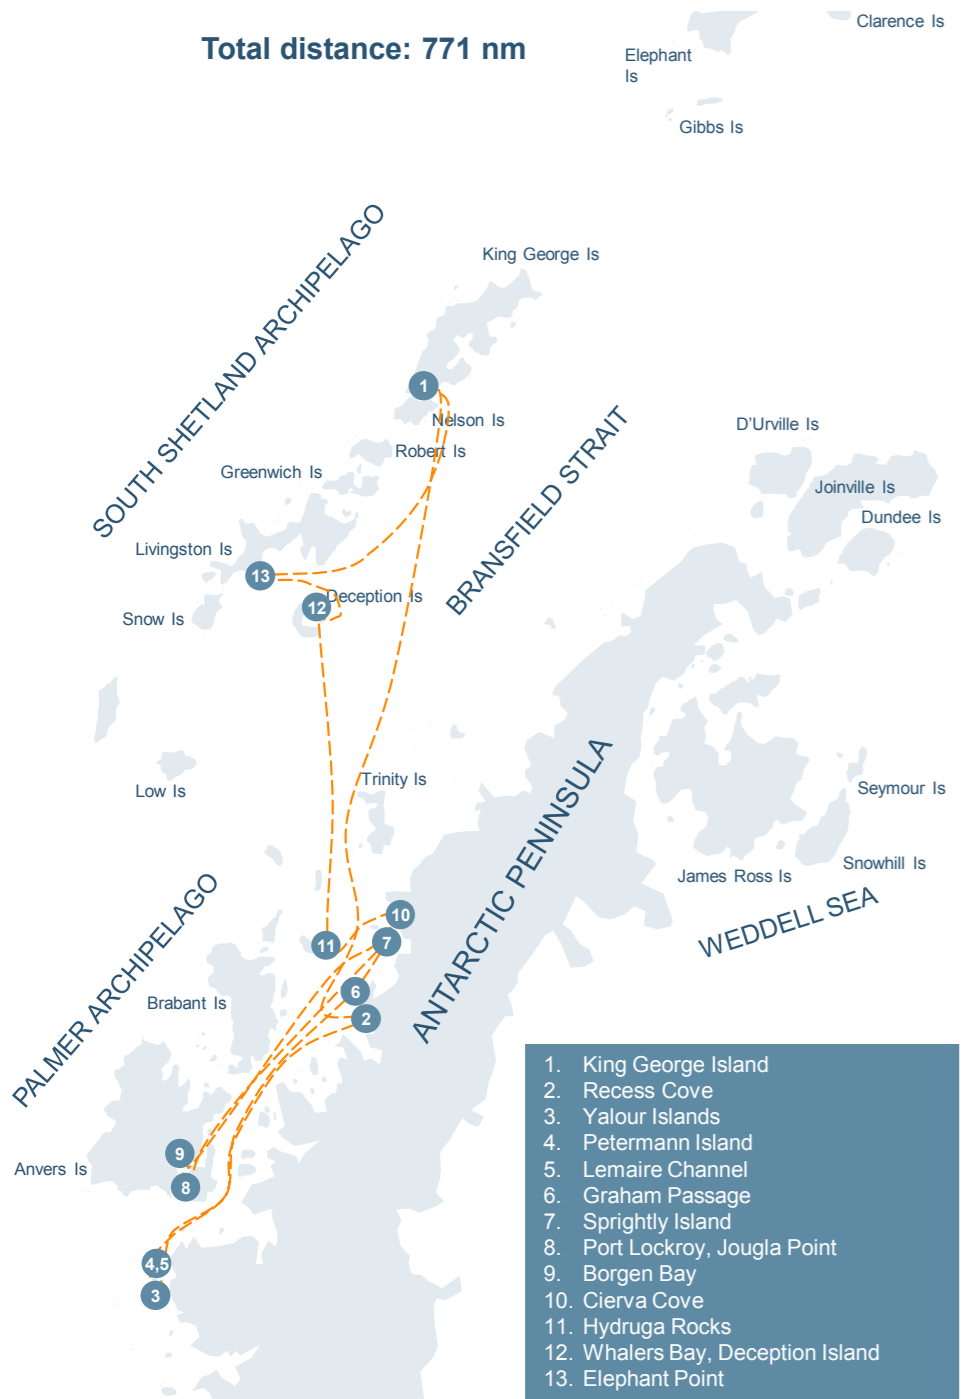 Total distance: 771 nm
Clarence Is
Elephant
Is
Gibbs Is
SOUTH SHETLAND ARCHIPELAGO
King George Is
1
Nelson Is
Robert Is
Greenwich Is
Livingston Is
13
Snow Is
12
Deception Is
BRANSFIELD STRAIT
D'Urville Is
Joinville Is
Dundee Is
Low Is
Trinity Is
ANTARCTIC PENINSULA
Seymour Is
Snowhill Is
James Ross Is
WEDDELL SEA
PALMER ARCHIPELAGO
10
11
7
6
2
Brabant Is
9
8
Anvers Is
4,5
3
1. King George Island
2. Recess Cove
3. Yalour Islands
4. Petermann Island
5. Lemaire Channel
6. Graham Passage
7. Sprightly Island
8. Port Lockroy, Jougla Point
9. Borgen Bay
10. Cierva Cove
11. Hydruga Rocks
12. Whalers Bay, Deception Island
13. Elephant Point